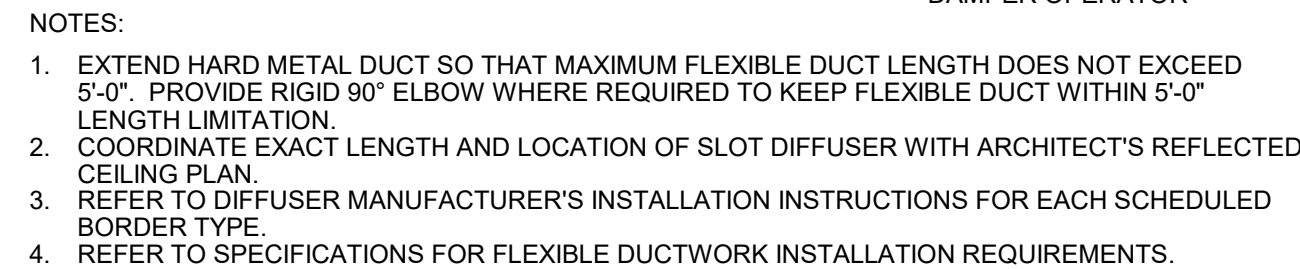 DAMPER OPERATOR
NOTES:
1. EXTEND HARD METAL DUCT SO THAT MAXIMUM FLEXIBLE DUCT LENGTH DOES NOT EXCEED
5'-0". PROVIDE RIGID 90° ELBOW WHERE REQUIRED TO KEEP FLEXIBLE DUCT WITHIN 5'-0"
LENGTH LIMITATION.
2. COORDINATE EXACT LENGTH AND LOCATION OF SLOT DIFFUSER WITH ARCHITECT'S REFLECTED
CEILING PLAN.
3. REFER TO DIFFUSER MANUFACTURER'S INSTALLATION INSTRUCTIONS FOR EACH SCHEDULED
BORDER TYPE.
4. REFER TO SPECIFICATIONS FOR FLEXIBLE DUCTWORK INSTALLATION REQUIREMENTS.